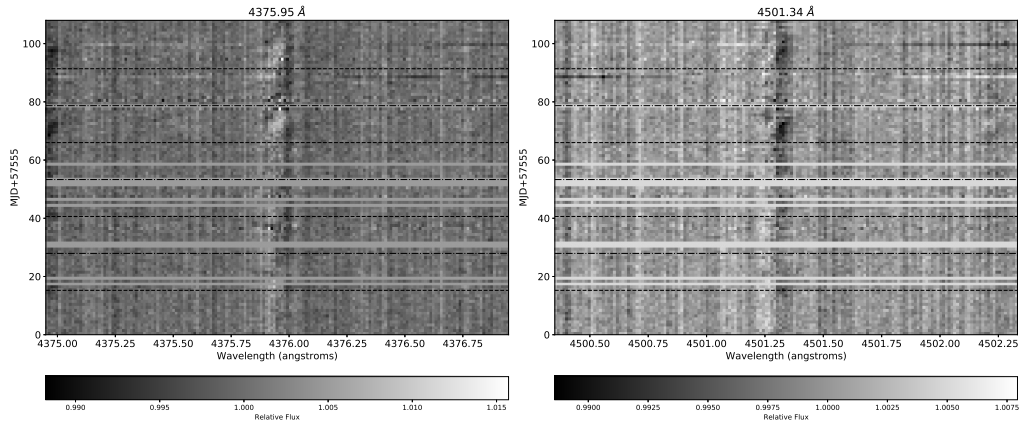 4375.95 Å
MJD+57555
100
80
60
40
20
0
4375.00 4375.25 4375.50 4375.75 4376.00 4376.25 4376.50 4376.75
Wavelength (angstroms)
0.990 0.995 1.000 1.005 1.010 1.015
Relative Flux
4501.34 Å
MJD+57555
100
80
60
40
20
0
4500.50 4500.75 4501.00 4501.25 4501.50 4501.75 4502.00 4502.25
Wavelength (angstroms)
0.9900 0.9925 0.9950 0.9975 1.0000 1.0025 1.0050 1.0075
Relative Flux